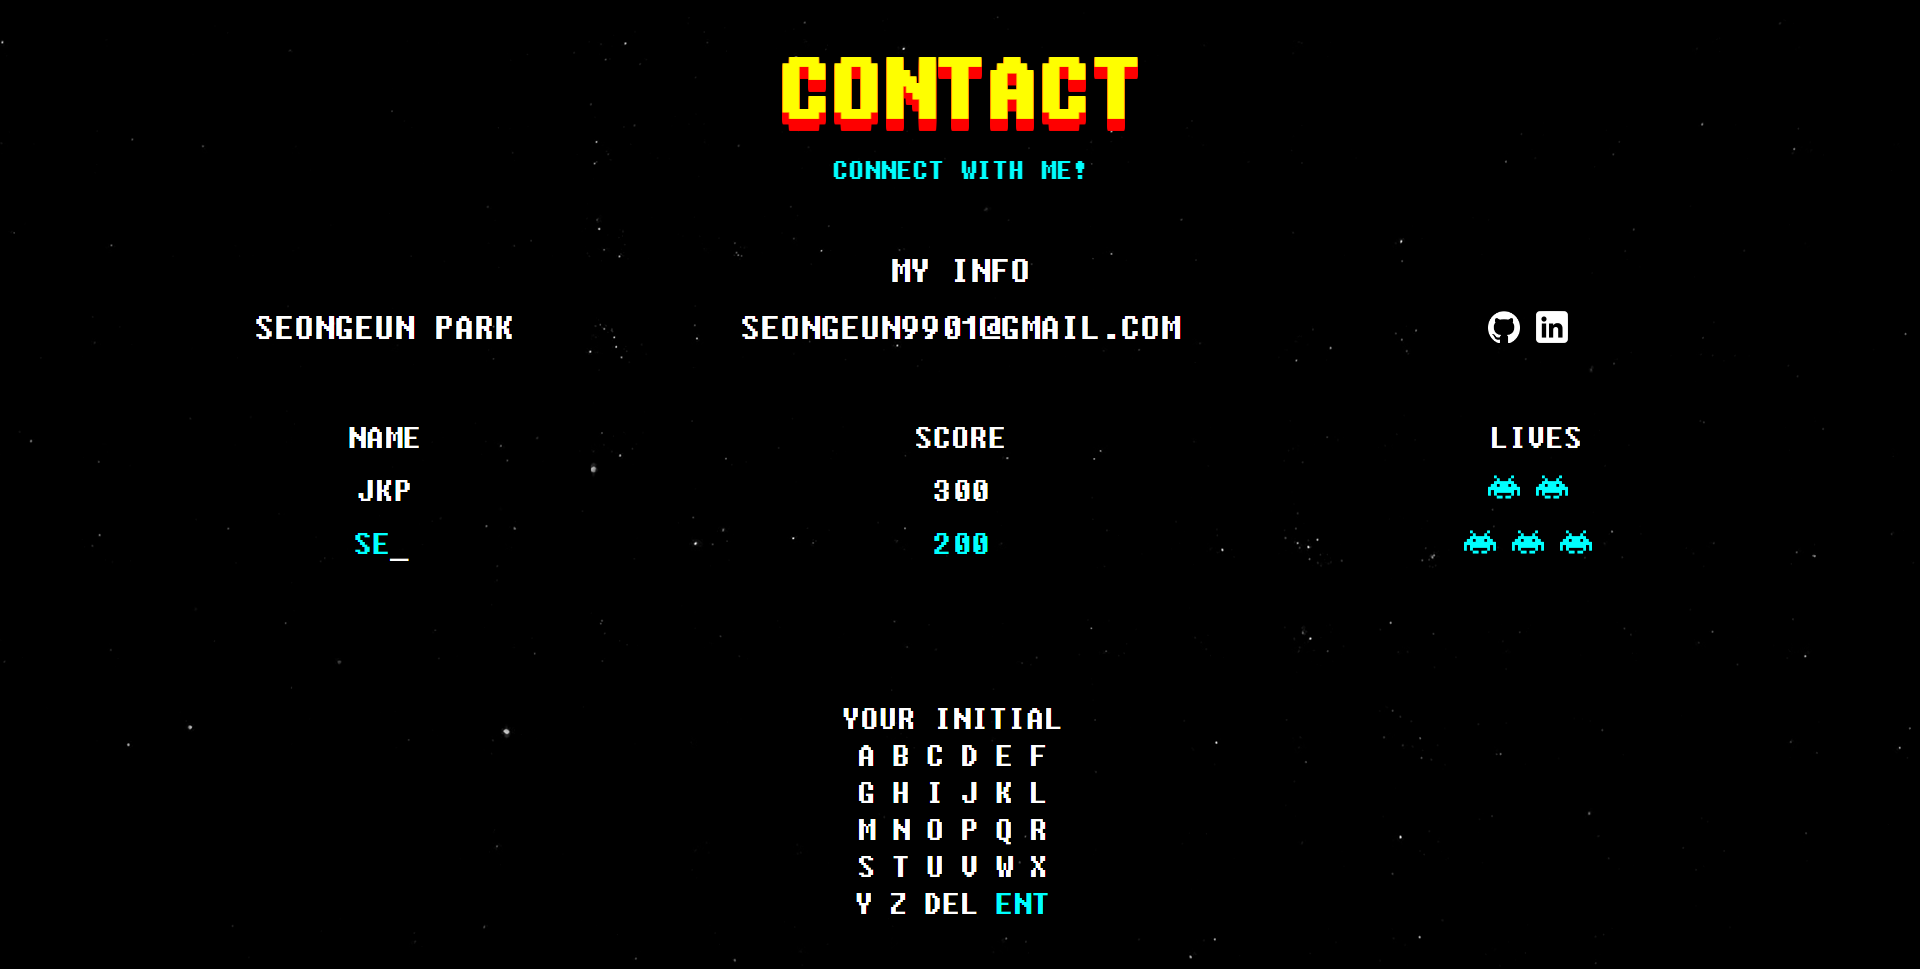 CONTACT
CONNECT WITH ME!
MY INFO
SEONGEUN PARK SEONGEUN9901@GMAIL.COM in
NAME SCORE LIVES
JKP 300
SE_ 200
YOUR INITIAL
A B C D E F
G H I J K L
M N O P Q R
S T U V W X
Y Z DEL ENT